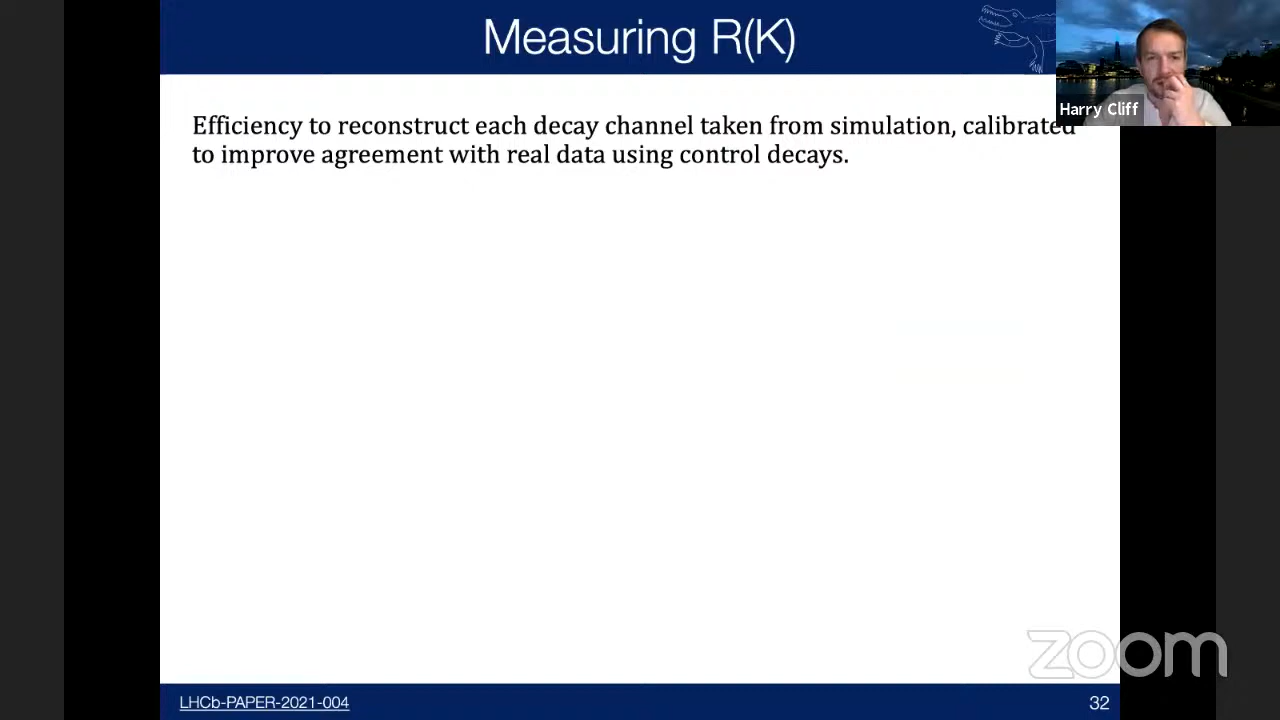 Measuring R(K)
Harry Cliff
Efficiency to reconstruct each decay channel taken from simulation, calibrated
to improve agreement with real data using control decays.
zoom
LHCb-PAPER-2021-004
32